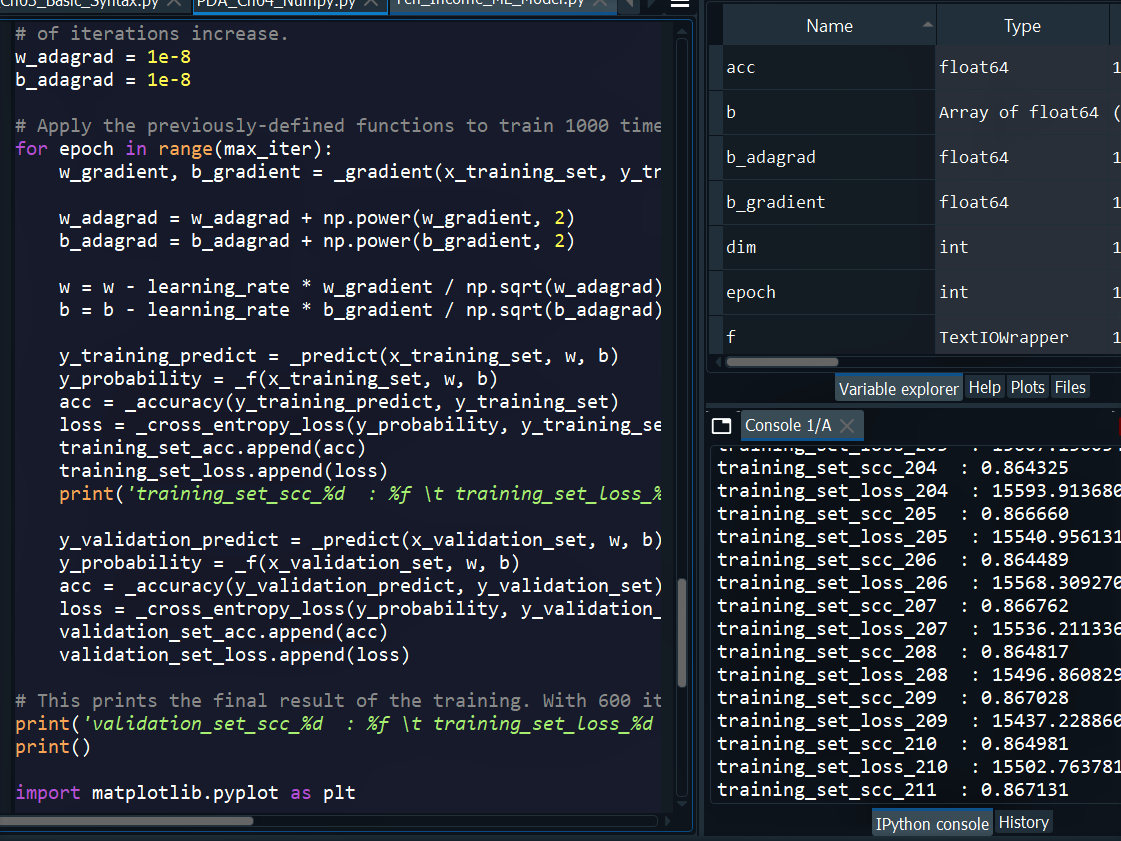 Ch03_Basic_Syntax.py
PDA_Ch04_Numpy.py
# of iterations increase.
w_adagrad = 1e-8
b_adagrad = 1e-8
# Apply the previously-defined functions to train 1000 time
for epoch in range(max_iter):
w_gradient, b_gradient = _gradient(x_training_set, y_tr
w_adagrad = w_adagrad + np.power(w_gradient, 2)
b_adagrad = b_adagrad + np.power(b_gradient, 2)
w = w - learning_rate * w_gradient / np.sqrt(w_adagrad)
b = b - learning_rate * b_gradient / np.sqrt(b_adagrad)
y_training_predict = _predict(x_training_set, w, b)
y_probability = _f(x_training_set, w, b)
acc = _accuracy(y_training_predict, y_training_set)
loss = _cross_entropy_loss(y_probability, y_training_se
training_set_acc.append(acc)
training_set_loss.append(loss)
print('training_set_scc_%d  : %f \t training_set_loss_%
y_validation_predict = _predict(x_validation_set, w, b)
y_probability = _f(x_validation_set, w, b)
acc = _accuracy(y_validation_predict, y_validation_set)
loss = _cross_entropy_loss(y_probability, y_validation_
validation_set_acc.append(acc)
validation_set_loss.append(loss)
# This prints the final result of the training. With 600 it
print('validation_set_scc_%d  : %f \t training_set_loss_%d
print()
import matplotlib.pyplot as plt
Name Type
acc float64 1
b Array of float64 (
b_adagrad float64 1
b_gradient float64 1
dim int 1
epoch int 1
f TextIOWrapper 1
Variable explorer Help Plots Files
Console 1/A
training_set_scc_204  : 0.864325
training_set_loss_204  : 15593.913680
training_set_scc_205  : 0.866660
training_set_loss_205  : 15540.956131
training_set_scc_206  : 0.864489
training_set_loss_206  : 15568.309270
training_set_scc_207  : 0.866762
training_set_loss_207  : 15536.211336
training_set_scc_208  : 0.864817
training_set_loss_208  : 15496.860829
training_set_scc_209  : 0.867028
training_set_loss_209  : 15437.228860
training_set_scc_210  : 0.864981
training_set_loss_210  : 15502.763781
training_set_scc_211  : 0.867131
IPython console History